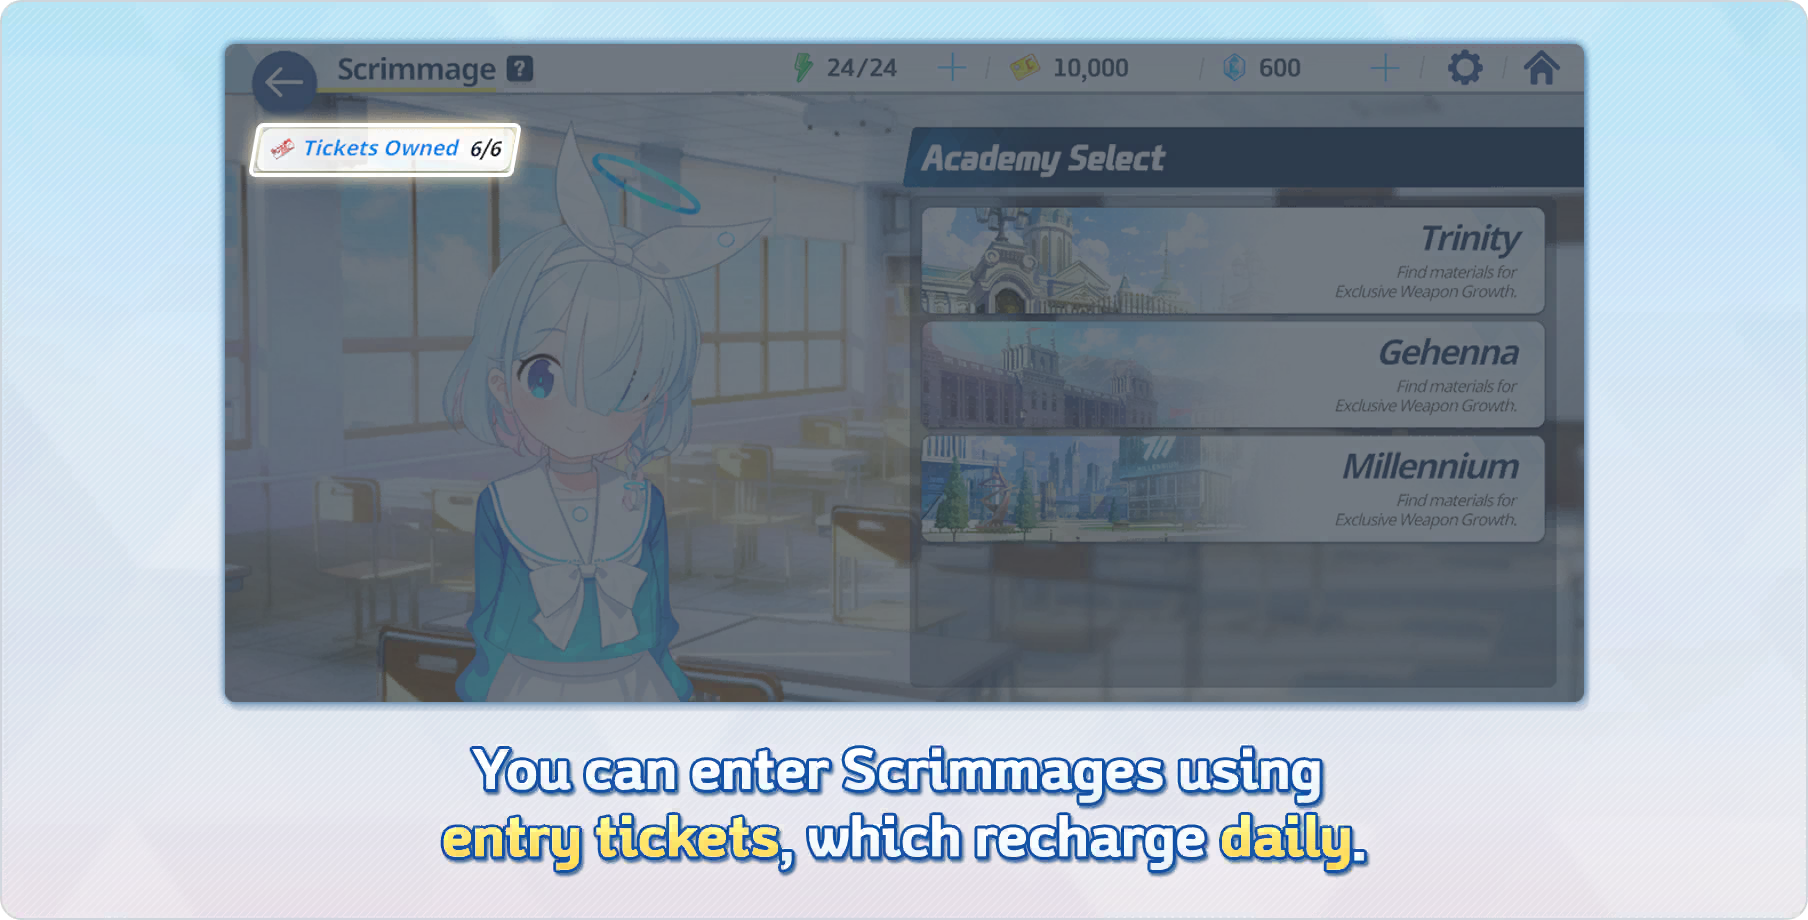 Scrimmage ?
24/24
10,000
600
Tickets Owned 6/6
Academy Select
Trinity
Find materials for
Exclusive Weapon Growth.
Gehenna
Find materials for
Exclusive Weapon Growth.
Millennium
Find materials for
Exclusive Weapon Growth.
You can enter Scrimmages using
entry tickets, which recharge daily.